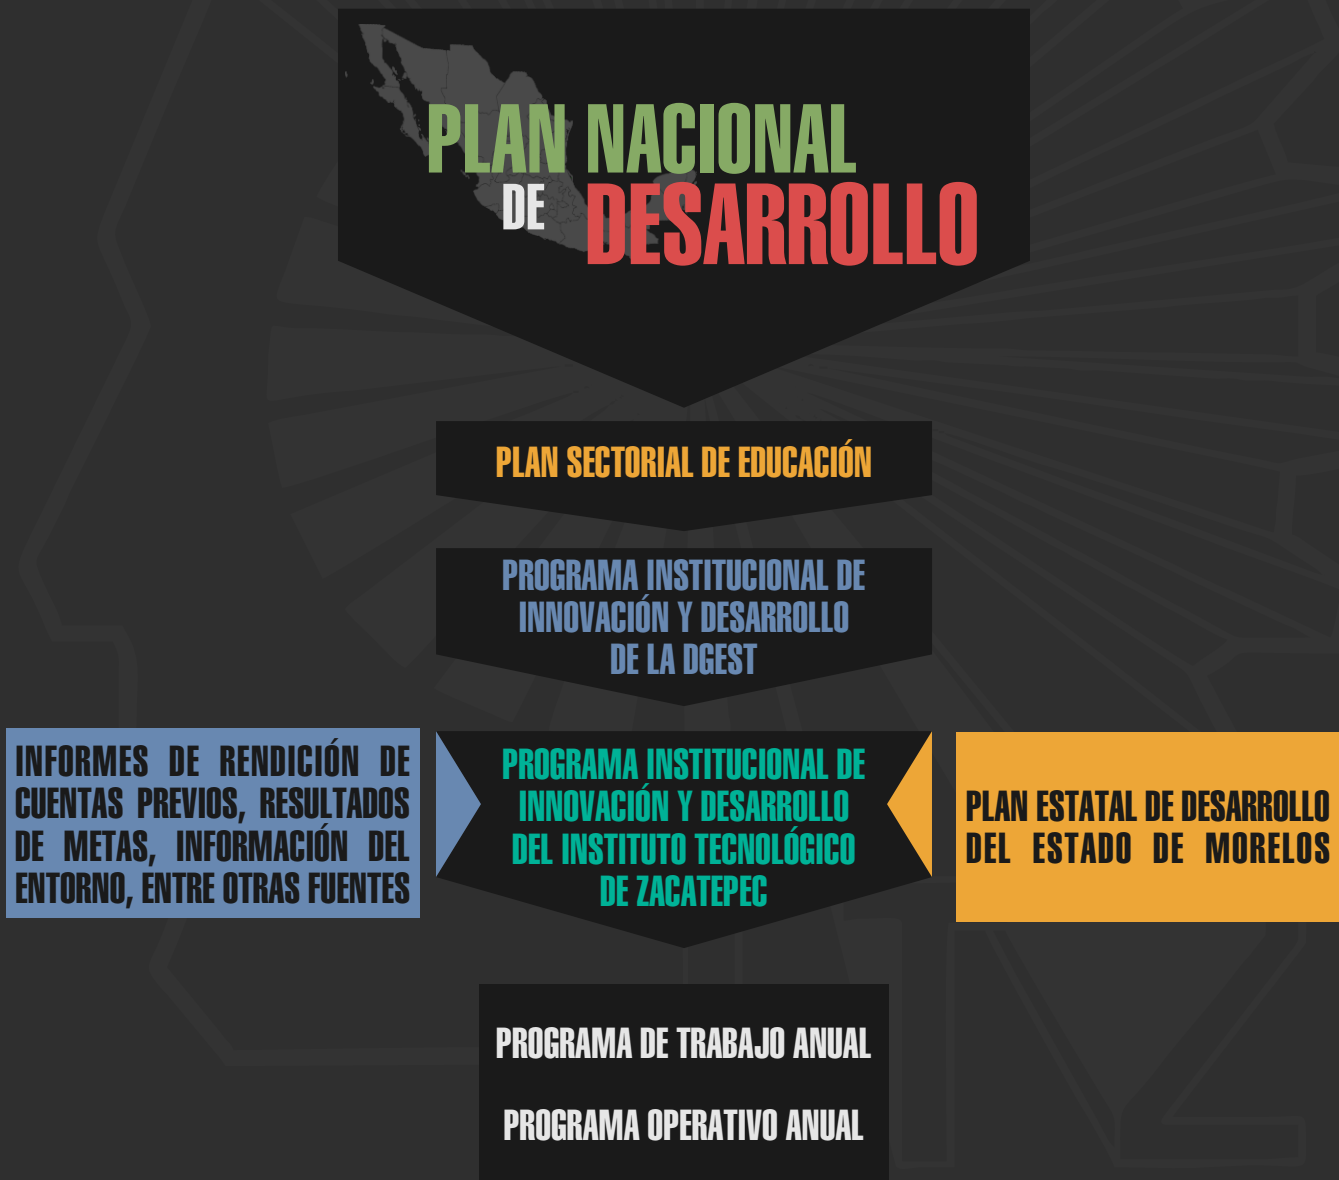 PLAN NACIONAL
DE DESARROLLO
PLAN SECTORIAL DE EDUCACIÓN
PROGRAMA INSTITUCIONAL DE
INNOVACIÓN Y DESARROLLO
DE LA DGEST
INFORMES DE RENDICIÓN DE
CUENTAS PREVIOS, RESULTADOS
DE METAS, INFORMACIÓN DEL
ENTORNO, ENTRE OTRAS FUENTES
PROGRAMA INSTITUCIONAL DE
INNOVACIÓN Y DESARROLLO
DEL INSTITUTO TECNOLÓGICO
DE ZACATEPEC
PLAN ESTATAL DE DESARROLLO
DEL ESTADO DE MORELOS
PROGRAMA DE TRABAJO ANUAL
PROGRAMA OPERATIVO ANUAL